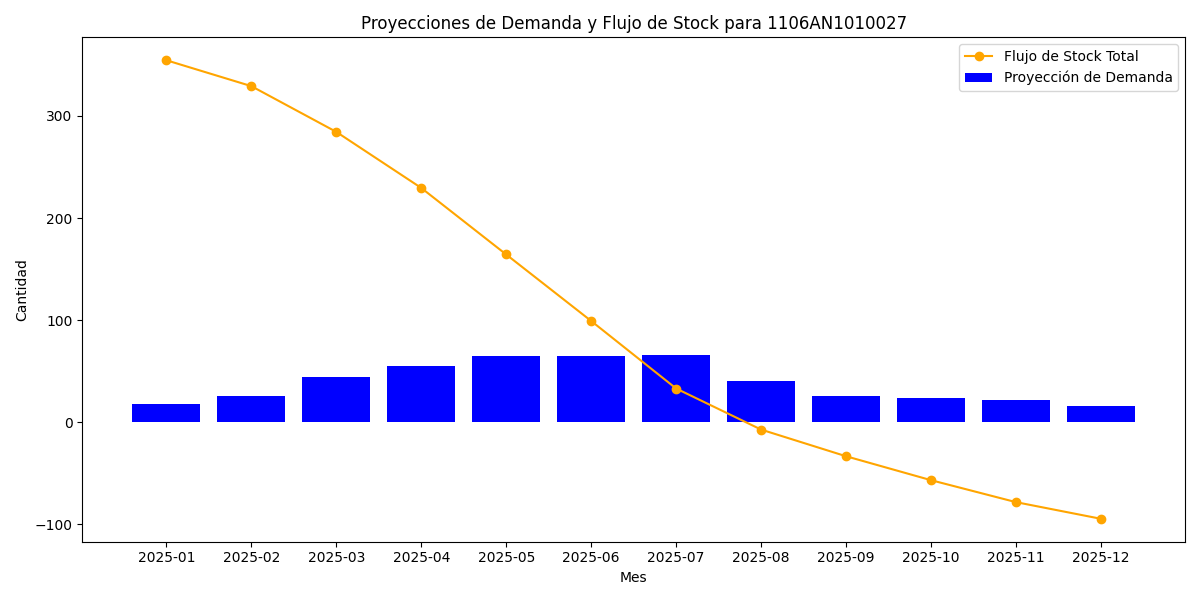 Proyecciones de Demanda y Flujo de Stock para 1106AN1010027
Flujo de Stock Total
Proyección de Demanda
Cantidad
300
200
100
0
−100
2025-01 2025-02 2025-03 2025-04 2025-05 2025-06 2025-07 2025-08 2025-09 2025-10 2025-11 2025-12
Mes